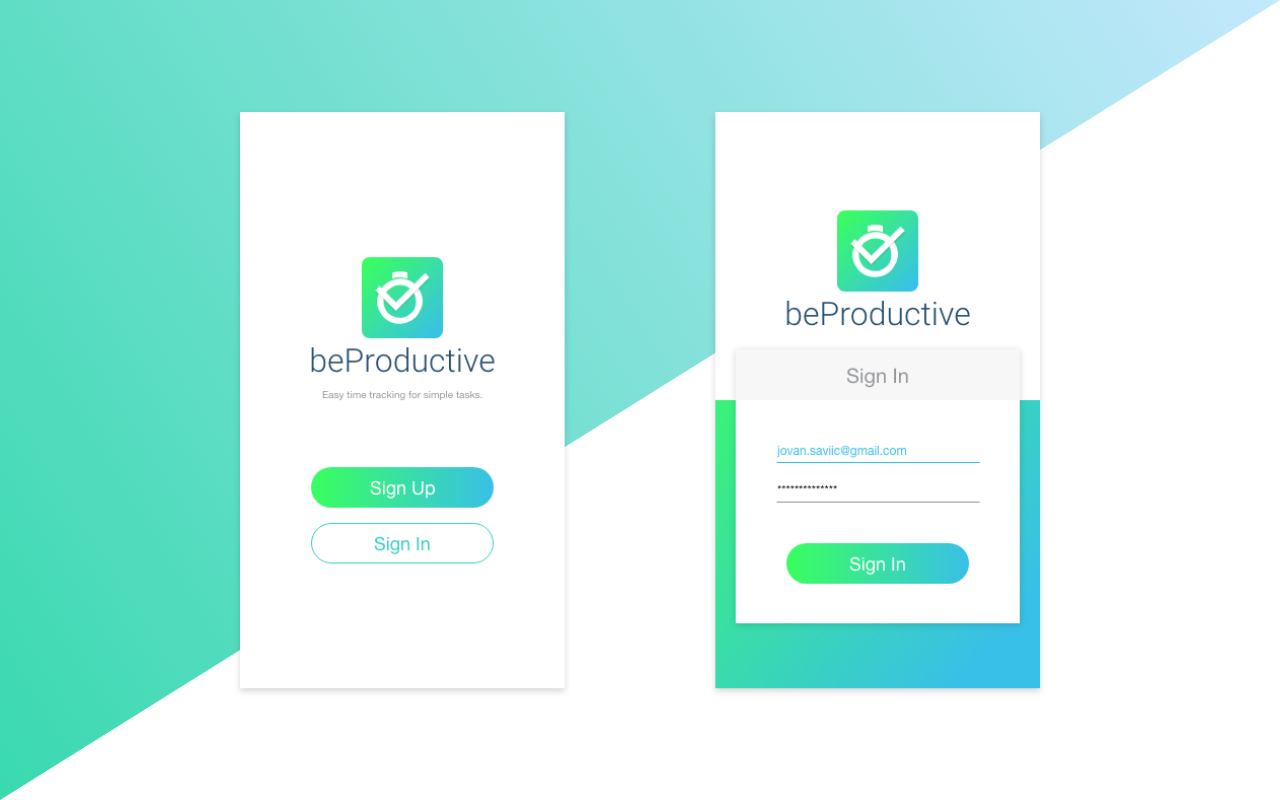 beProductive
Easy time tracking for simple tasks.
Sign Up
Sign In
beProductive
Sign In
jovan.saviic@gmail.com
**************
Sign In